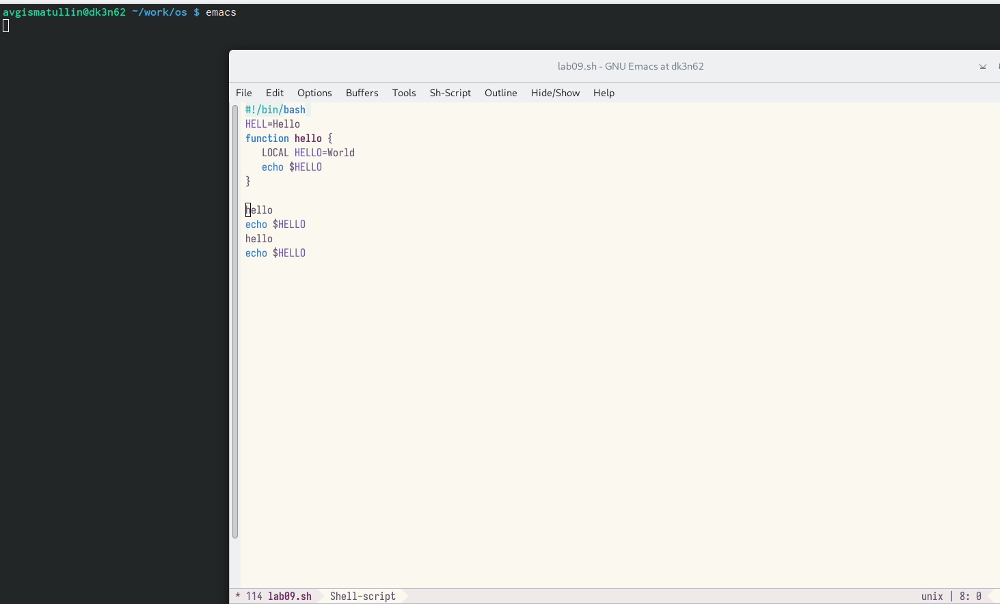 avgismatullin@dk3n62 ~/work/os $ emacs
lab09.sh - GNU Emacs at dk3n62
File Edit Options Buffers Tools Sh-Script Outline Hide/Show Help
#!/bin/bash
HELL=Hello
function hello {
   LOCAL HELLO=World
   echo $HELLO
}
hello
echo $HELLO
hello
echo $HELLO
* 114 lab09.sh Shell-script unix | 8: 0